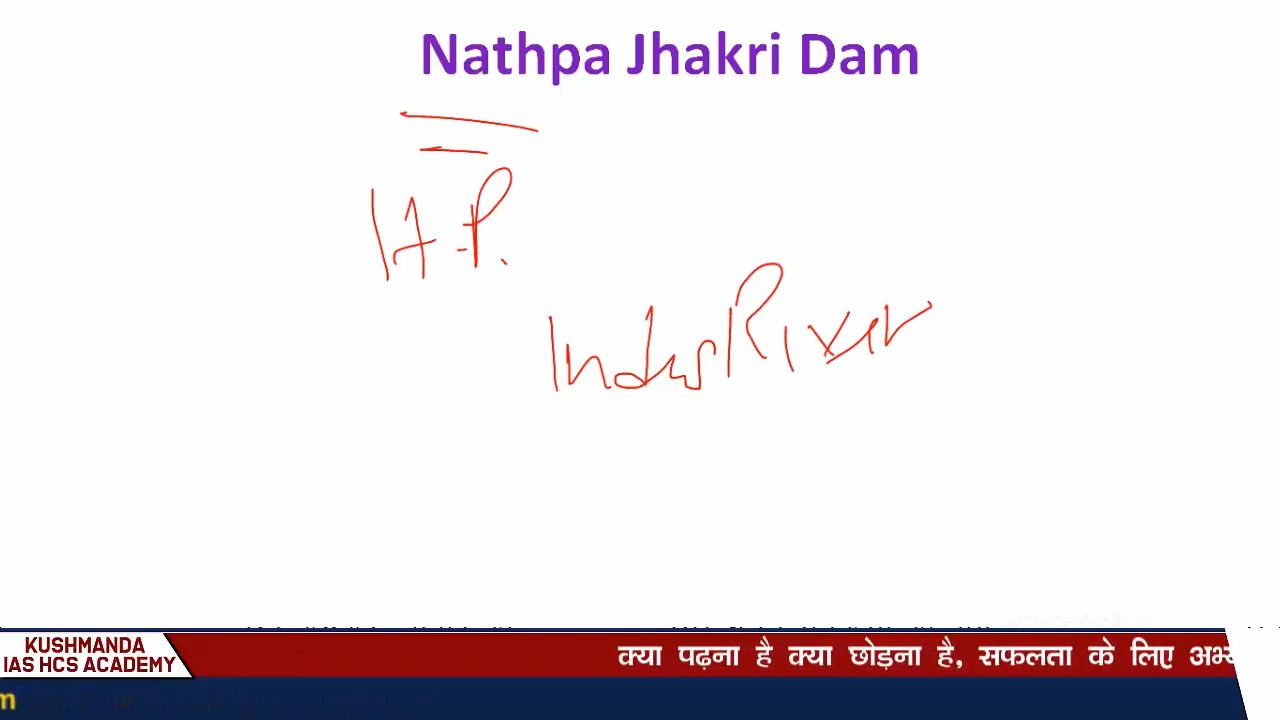 Nathpa Jhakri Dam
H.P.
Indus River
KUSHMANDA
IAS HCS ACADEMY
क्या पढ़ना है क्या छोड़ना है, सफलता के लिए
m